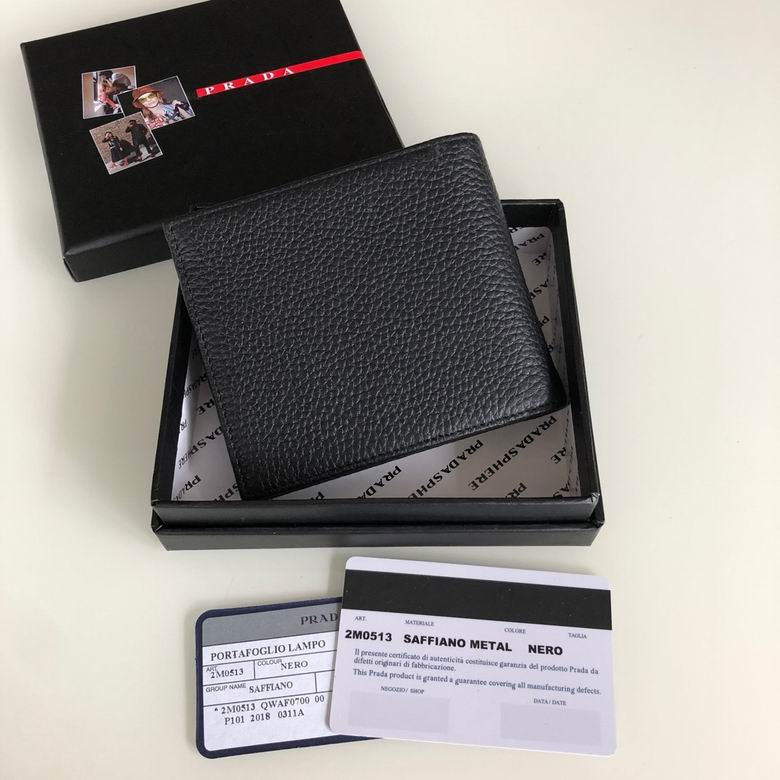 PRADA
PRADASPHERE
PRADASPHERE
PRADASPHERE
PRADASPHERE
PRAD
PORTAFOGLIO LAMPO
ART. COLOUR
2M0513 NERO
GROUP NAME SAFFIANO
* 2M0513 QWAF0700 00
P101 2018 0311A
ART. MATERIALE COLORE TAGLIA
2M0513 SAFFIANO METAL NERO
Il presente certificato di autenticità costituisce garanzia del prodotto Prada da
difetti originari di fabbricazione.
This Prada product is granted a guarantee covering all manufacturing defects.
NEGOZIO / SHOP
DATA / DATE